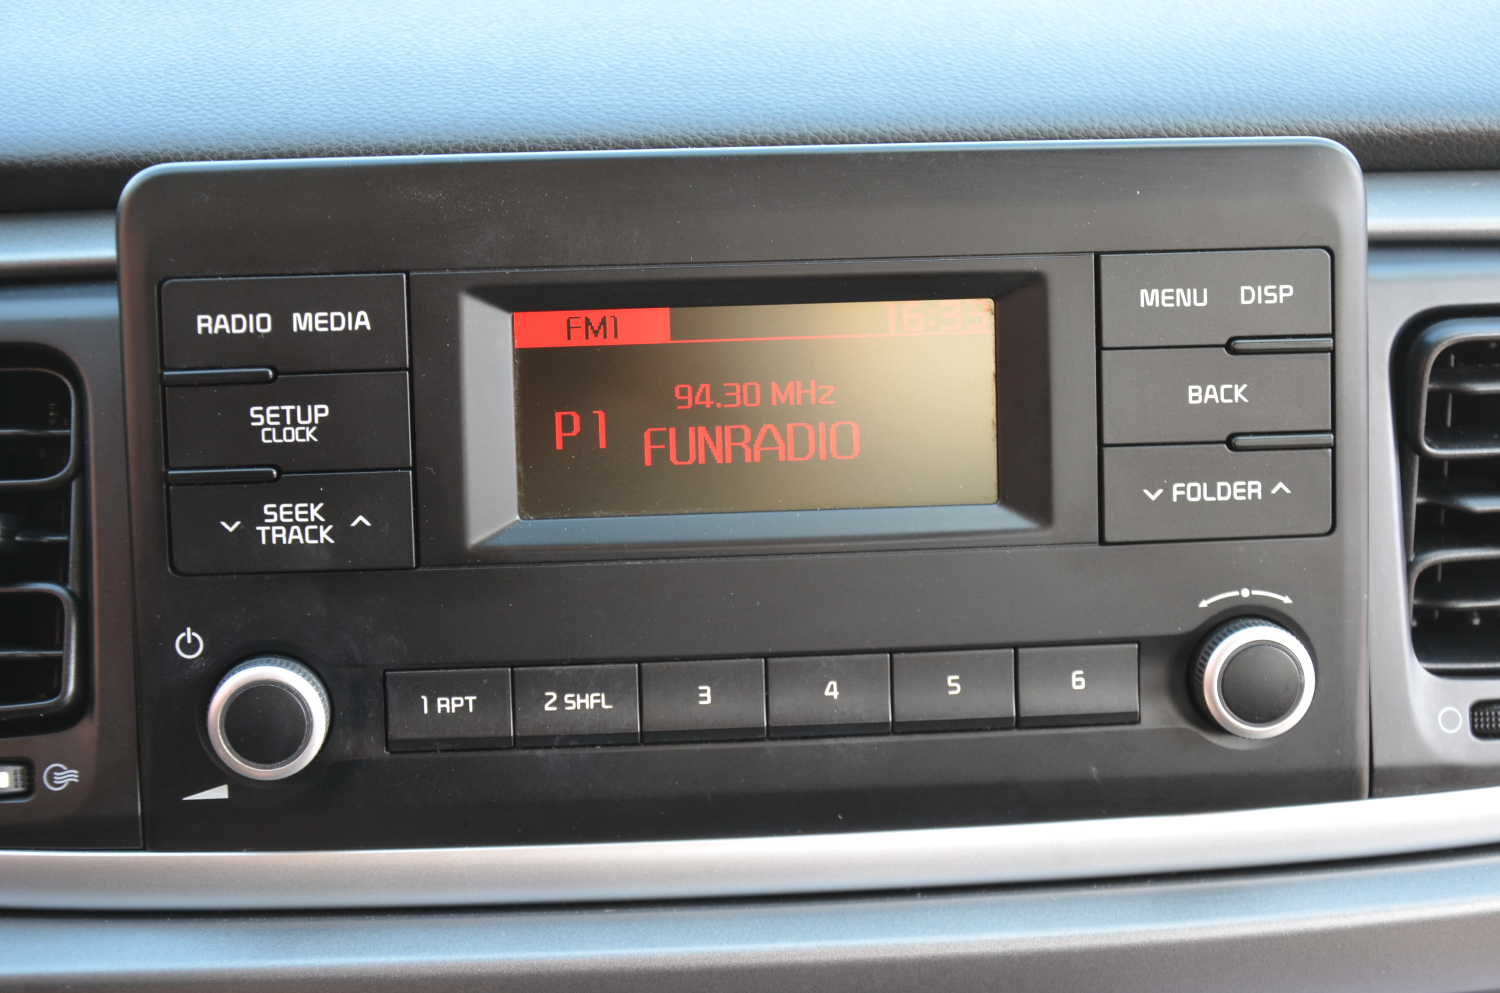 RADIO MEDIA
SETUP
CLOCK
SEEK
TRACK
FM1
16:33
94.30 MHz
P1
FUNRADIO
MENU DISP
BACK
FOLDER
1 RPT
2 SHFL
3
4
5
6